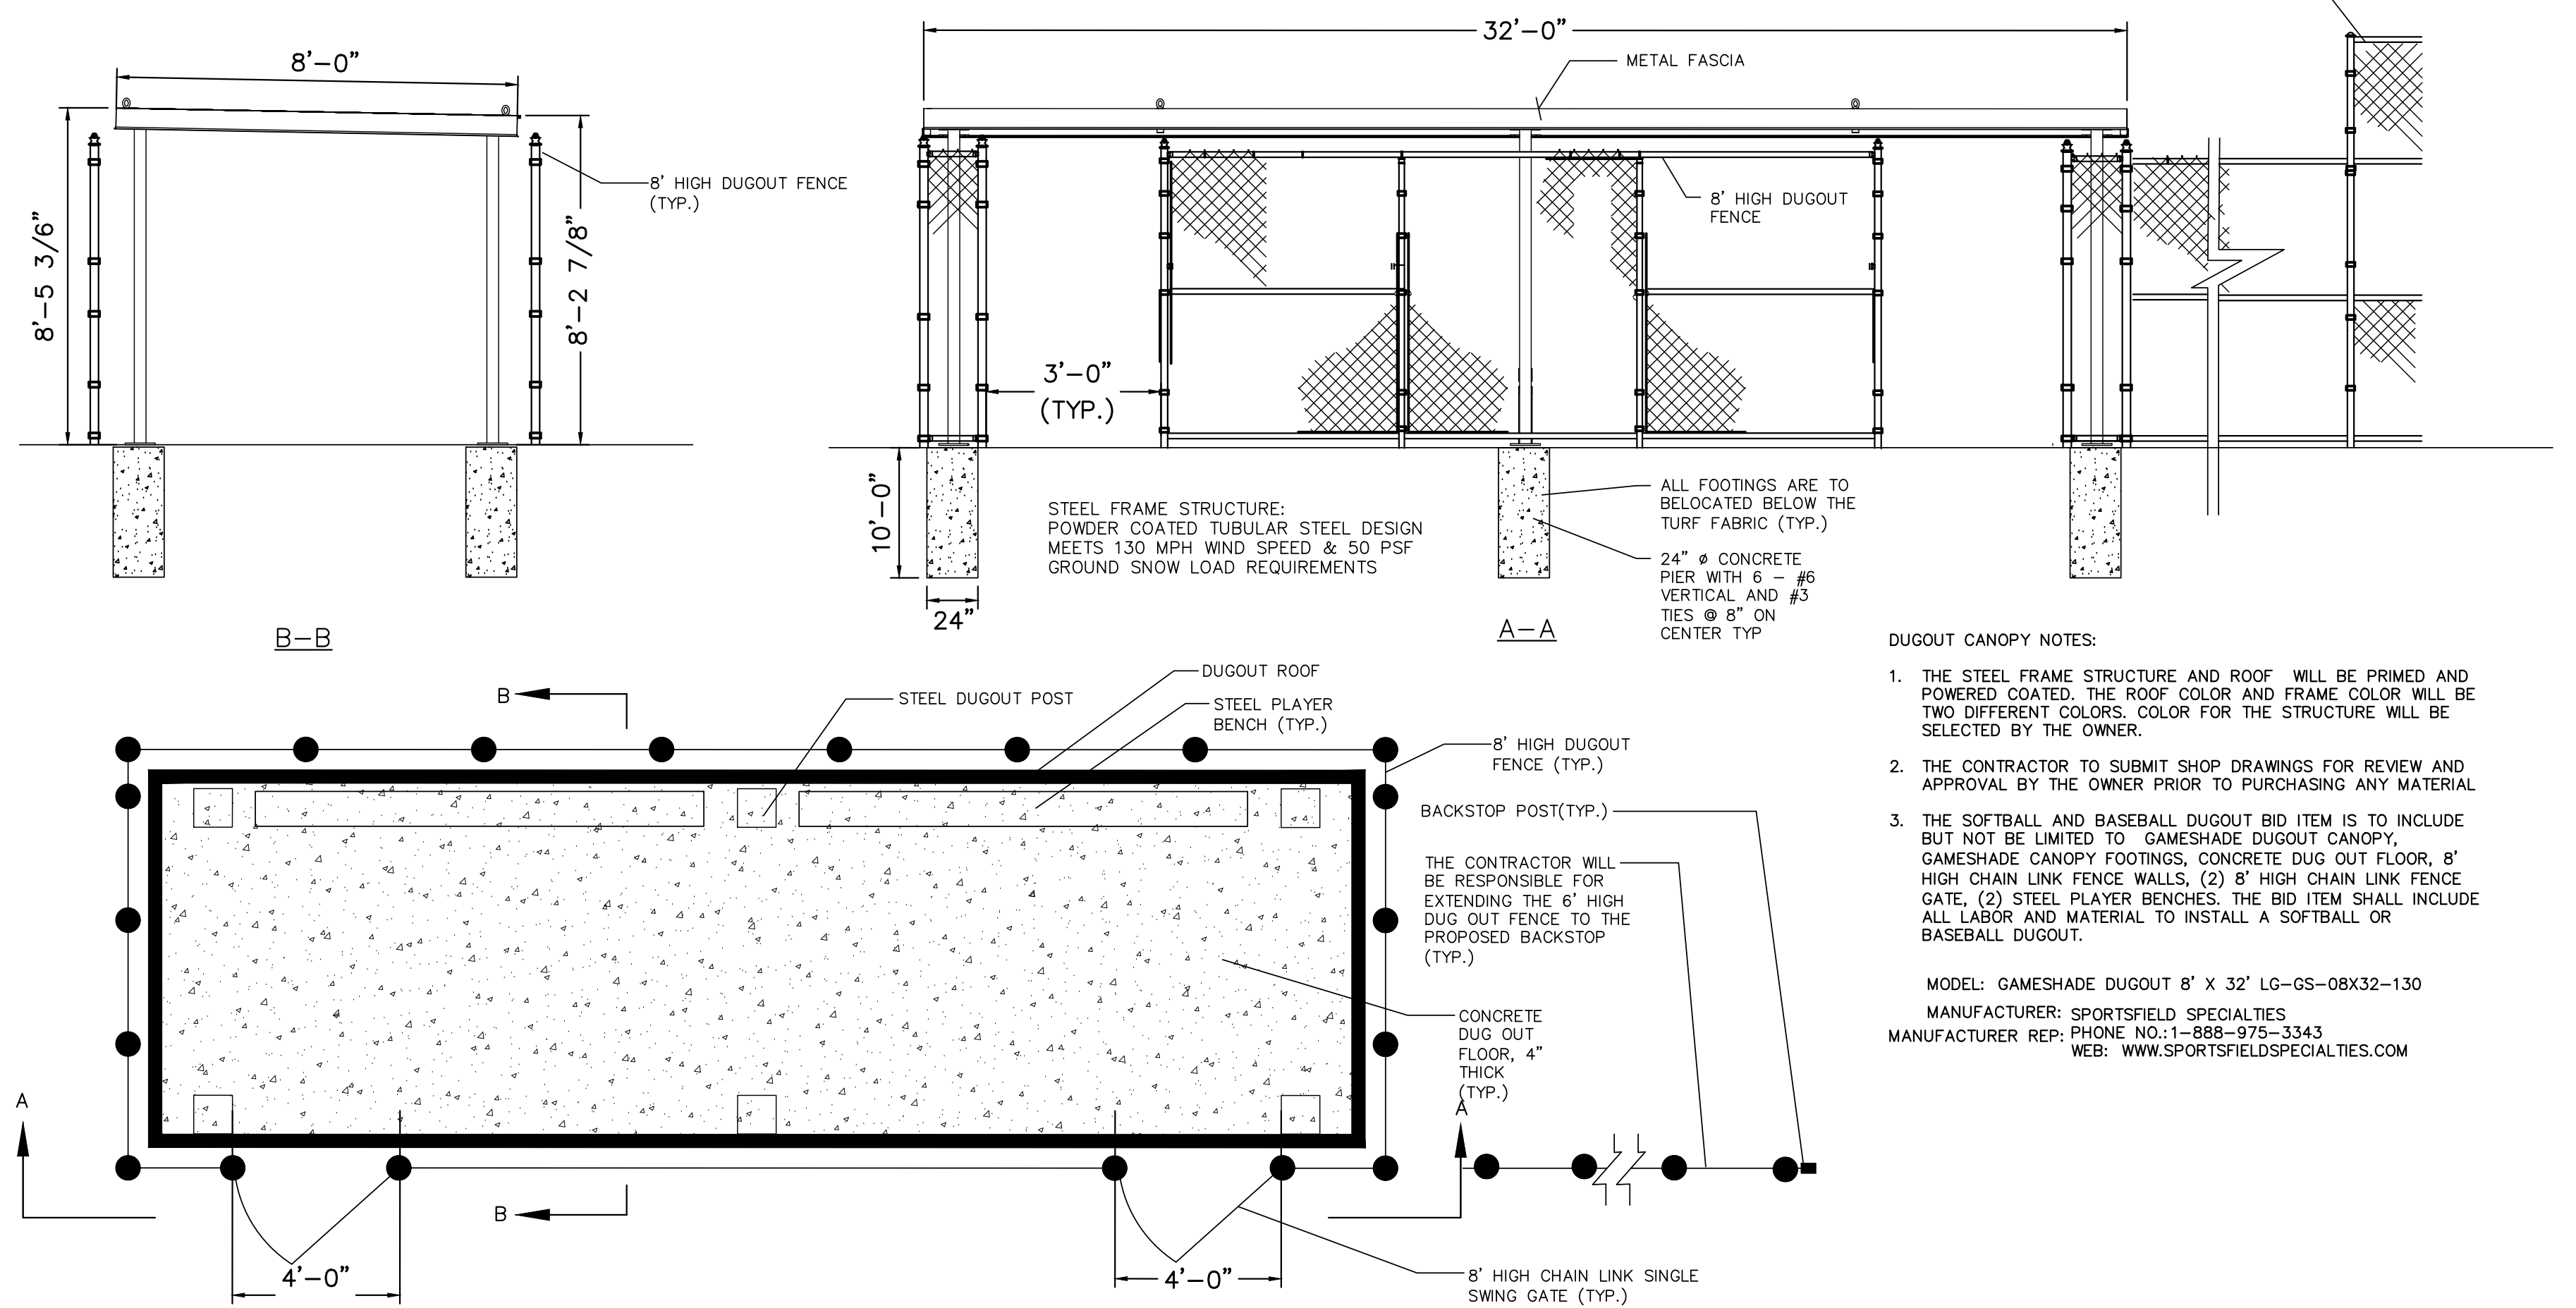 8'-0"
8'-5 3/6"
8'-2 7/8"
8' HIGH DUGOUT FENCE
(TYP.)
B-B
32'-0"
METAL FASCIA
8' HIGH DUGOUT
FENCE
3'-0"
(TYP.)
10'-0"
24"
STEEL FRAME STRUCTURE:
POWDER COATED TUBULAR STEEL DESIGN
MEETS 130 MPH WIND SPEED & 50 PSF
GROUND SNOW LOAD REQUIREMENTS
ALL FOOTINGS ARE TO
BELOCATED BELOW THE
TURF FABRIC (TYP.)
24" ø CONCRETE
PIER WITH 6 - #6
VERTICAL AND #3
TIES @ 8" ON
CENTER TYP
A-A
B
STEEL DUGOUT POST
DUGOUT ROOF
STEEL PLAYER
BENCH (TYP.)
8' HIGH DUGOUT
FENCE (TYP.)
BACKSTOP POST(TYP.)
THE CONTRACTOR WILL
BE RESPONSIBLE FOR
EXTENDING THE 6' HIGH
DUG OUT FENCE TO THE
PROPOSED BACKSTOP
(TYP.)
CONCRETE
DUG OUT
FLOOR, 4"
THICK
(TYP.)
A
A
B
4'-0"
4'-0"
8' HIGH CHAIN LINK SINGLE
SWING GATE (TYP.)
DUGOUT CANOPY NOTES:
1. THE STEEL FRAME STRUCTURE AND ROOF WILL BE PRIMED AND
POWERED COATED. THE ROOF COLOR AND FRAME COLOR WILL BE
TWO DIFFERENT COLORS. COLOR FOR THE STRUCTURE WILL BE
SELECTED BY THE OWNER.
2. THE CONTRACTOR TO SUBMIT SHOP DRAWINGS FOR REVIEW AND
APPROVAL BY THE OWNER PRIOR TO PURCHASING ANY MATERIAL
3. THE SOFTBALL AND BASEBALL DUGOUT BID ITEM IS TO INCLUDE
BUT NOT BE LIMITED TO GAMESHADE DUGOUT CANOPY,
GAMESHADE CANOPY FOOTINGS, CONCRETE DUG OUT FLOOR, 8'
HIGH CHAIN LINK FENCE WALLS, (2) 8' HIGH CHAIN LINK FENCE
GATE, (2) STEEL PLAYER BENCHES. THE BID ITEM SHALL INCLUDE
ALL LABOR AND MATERIAL TO INSTALL A SOFTBALL OR
BASEBALL DUGOUT.
MODEL: GAMESHADE DUGOUT 8' X 32' LG-GS-08X32-130
MANUFACTURER: SPORTSFIELD SPECIALTIES
MANUFACTURER REP: PHONE NO.:1-888-975-3343
WEB: WWW.SPORTSFIELDSPECIALTIES.COM